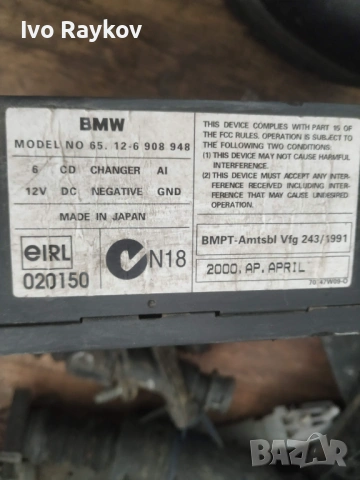 Ivo Raykov
BMW
MODEL NO 65. 12-6 908 948
6 CD CHANGER AI
12V DC NEGATIVE GND
MADE IN JAPAN
eIRL
020150
N18
THIS DEVICE COMPLIES WITH PART 15 OF
THE FCC RULES. OPERATION IS SUBJECT TO
THE FOLLOWING TWO CONDITIONS:
(1) THIS DEVICE MAY NOT CAUSE HARMFUL
INTERFERENCE.
(2) THIS DEVICE MUST ACCEPT ANY INTER-
FERENCE RECEIVED INCLUDING INTER-
FERENCE THAT MAY CAUSE UNDESIRED
OPERATION.
BMPT-Amtsbl Vfg 243/1991
2000. AP. APRIL
BAZAR